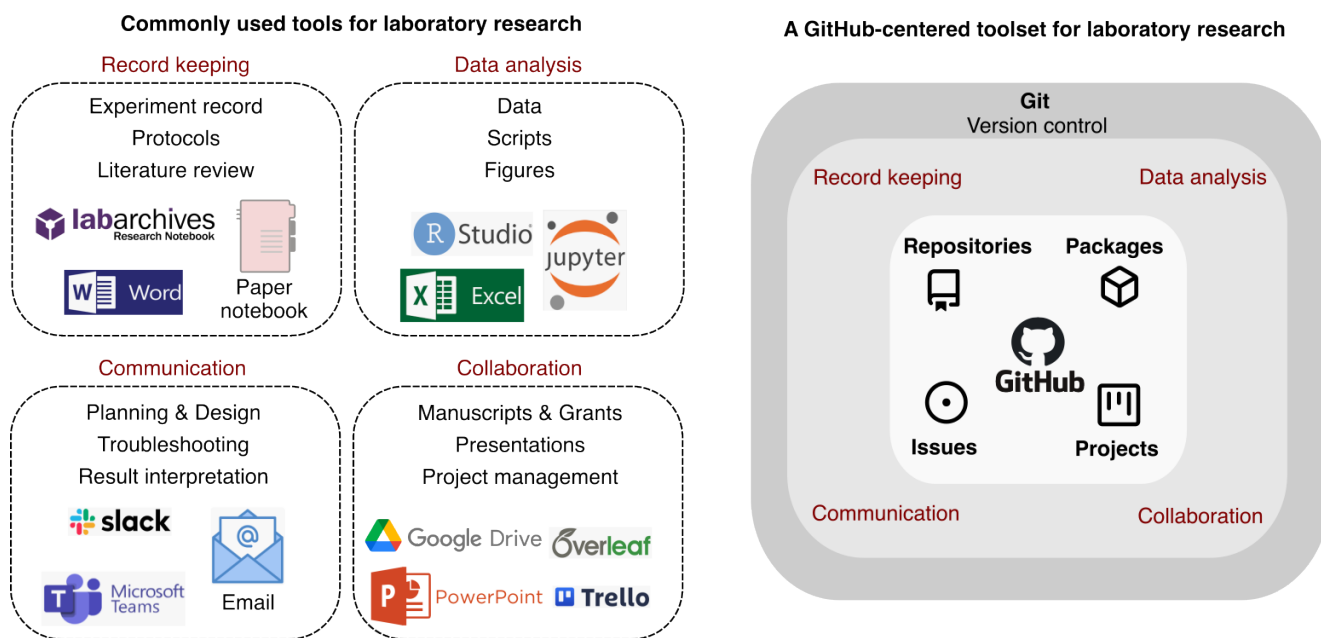 Commonly used tools for laboratory research
Record keeping
Experiment record
Protocols
Literature review
labarchives
Research Notebook
W Word
Paper
notebook
Data analysis
Data
Scripts
Figures
R Studio
jupyter
X Excel
Communication
Planning & Design
Troubleshooting
Result interpretation
slack
@
T Microsoft
Teams
Email
Collaboration
Manuscripts & Grants
Presentations
Project management
Google Drive
Overleaf
P PowerPoint
Trello
A GitHub-centered toolset for laboratory research
Git
Version control
Record keeping
Data analysis
Repositories
Packages
GitHub
Issues
Projects
Communication
Collaboration